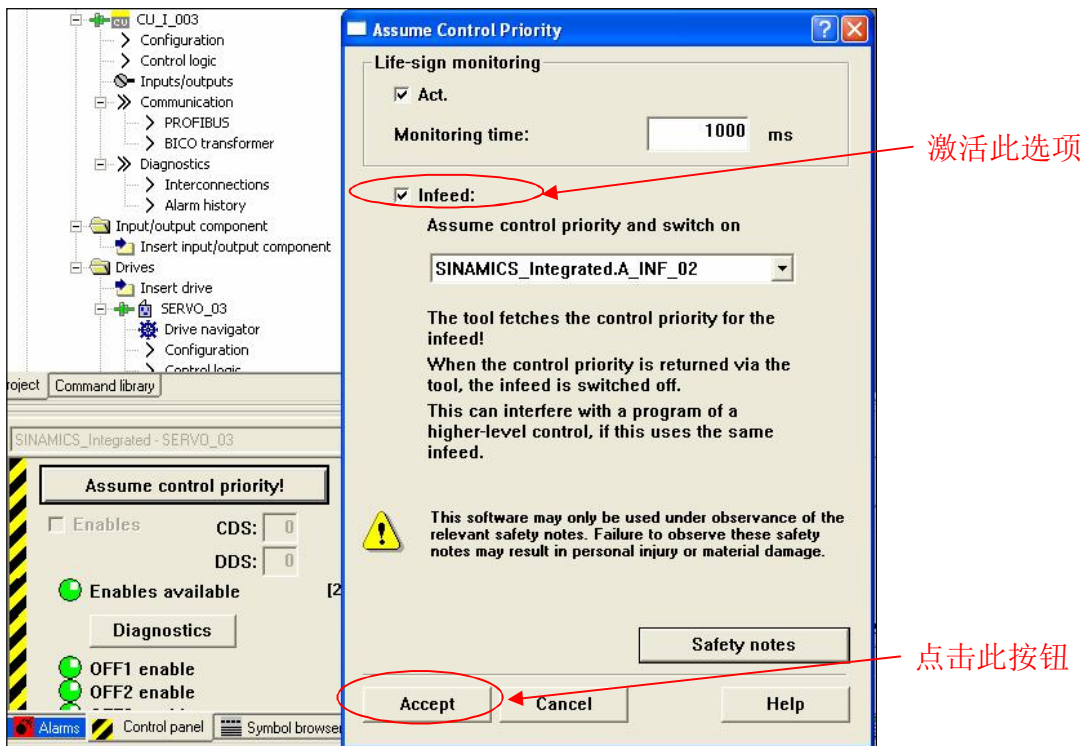 CU_I_003
Configuration
Control logic
Inputs/outputs
Communication
PROFIBUS
BICO transformer
Diagnostics
Interconnections
Alarm history
Input/output component
Insert input/output component
Drives
Insert drive
SERVO_03
Drive navigator
Configuration
Control logic
roject
Command library
SINAMICS_Integrated - SERVO_03
Assume control priority!
Enables
CDS: 0
DDS: 0
Enables available [2
Diagnostics
OFF1 enable
OFF2 enable
Alarms
Control panel
Symbol browser
Assume Control Priority
Life-sign monitoring
Act.
Monitoring time: 1000 ms
Infeed:
Assume control priority and switch on
SINAMICS_Integrated.A_INF_02
The tool fetches the control priority for the
infeed!
When the control priority is returned via the
tool, the infeed is switched off.
This can interfere with a program of a
higher-level control, if this uses the same
infeed.
This software may only be used under observance of the
relevant safety notes. Failure to observe these safety
notes may result in personal injury or material damage.
Safety notes
Accept
Cancel
Help
激活此选项
点击此按钮